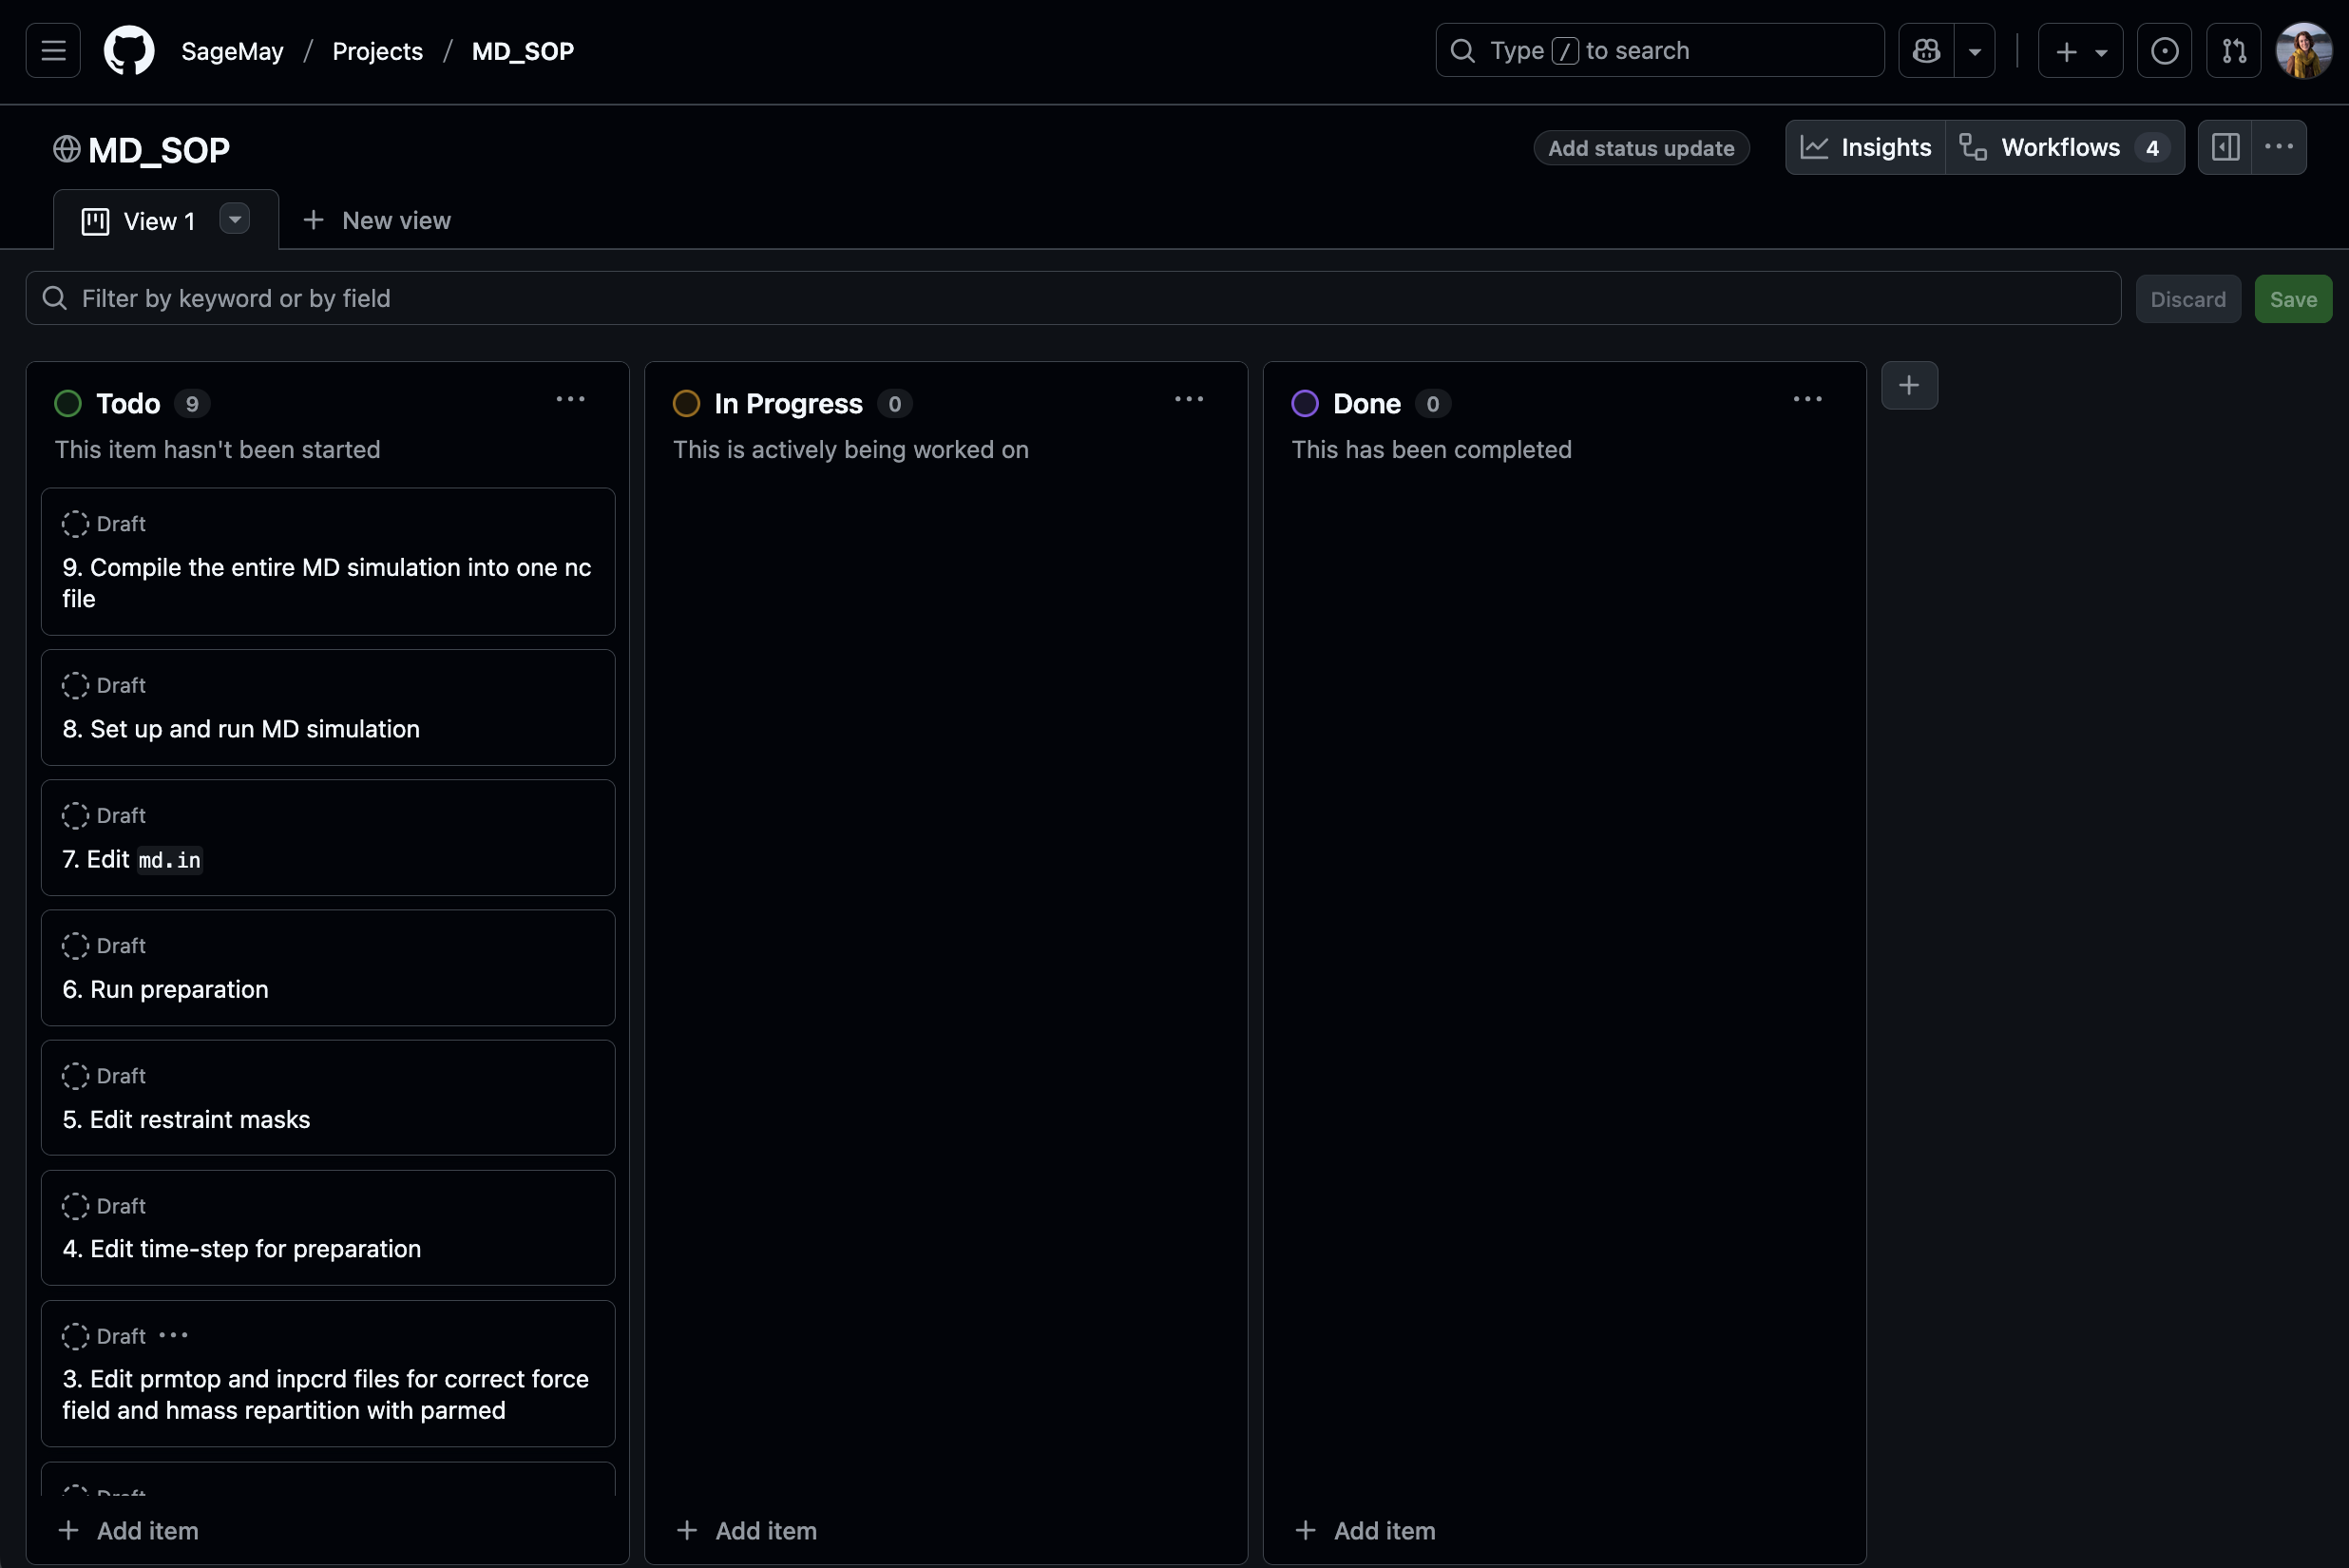 SageMay / Projects / MD_SOP
Type / to search
MD_SOP
Add status update
Insights
Workflows 4
View 1
New view
Filter by keyword or by field
Discard
Save
Todo 9
This item hasn't been started
Draft
9. Compile the entire MD simulation into one nc
file
Draft
8. Set up and run MD simulation
Draft
7. Edit md.in
Draft
6. Run preparation
Draft
5. Edit restraint masks
Draft
4. Edit time-step for preparation
Draft
3. Edit prmtop and inpcrd files for correct force
field and hmass repartition with parmed
Draft
Add item
In Progress 0
This is actively being worked on
Add item
Done 0
This has been completed
Add item